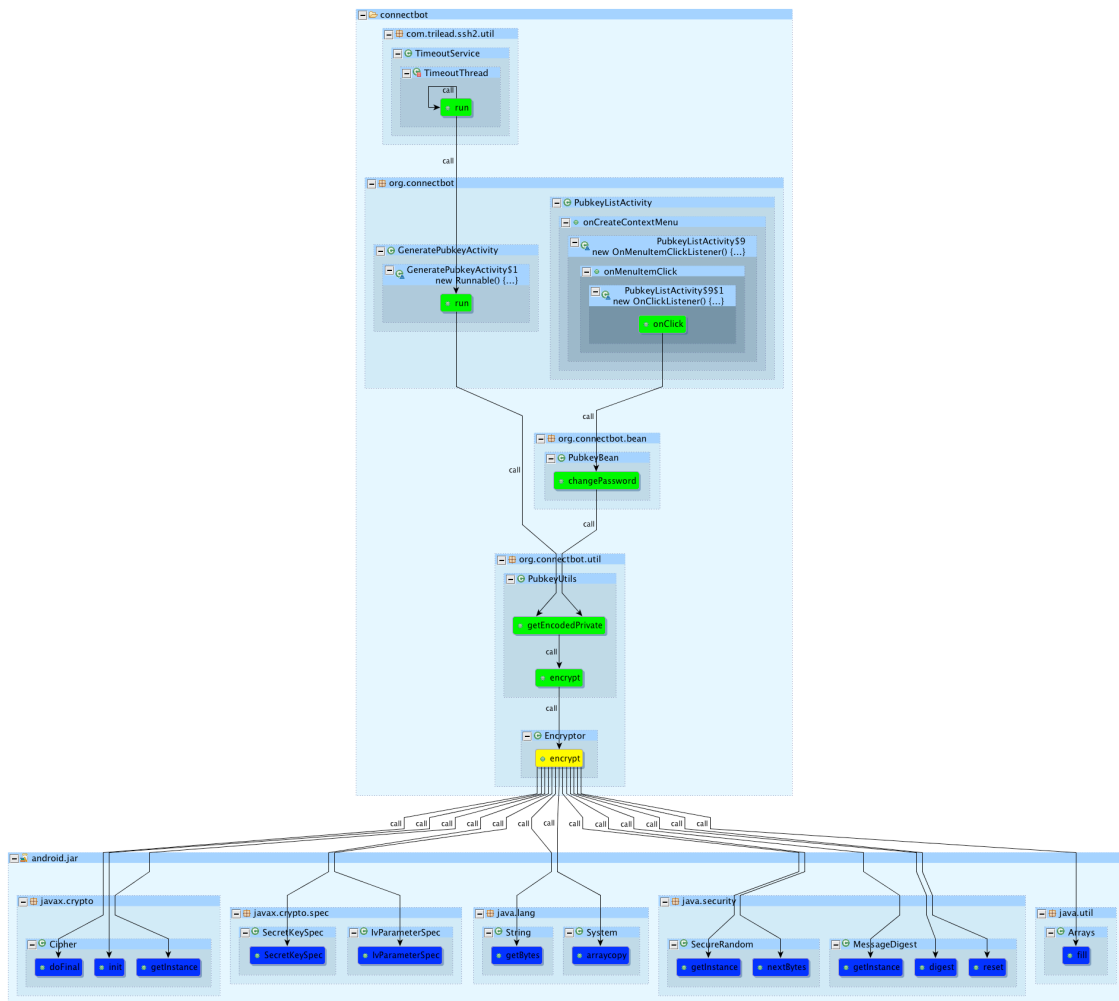 connectbot
com.trilead.ssh2.util
TimeoutService
TimeoutThread
call
run
call
org.connectbot
PubkeyListActivity
onCreateContextMenu
PubkeyListActivity$9
new OnMenuItemClickListener() {...}
GeneratePubkeyActivity
GeneratePubkeyActivity$1
new Runnable() {...}
onMenuItemClick
PubkeyListActivity$9$1
new OnClickListener() {...}
run
onClick
call
org.connectbot.bean
PubkeyBean
call
changePassword
call
org.connectbot.util
PubkeyUtils
getEncodedPrivate
call
encrypt
call
Encryptor
encrypt
call call call call call call call call call call call call
android.jar
javax.crypto
javax.crypto.spec
java.lang
java.security
java.util
Cipher
SecretKeySpec
IvParameterSpec
String
System
SecureRandom
MessageDigest
Arrays
doFinal
init
getInstance
SecretKeySpec
IvParameterSpec
getBytes
arraycopy
getInstance
nextBytes
getInstance
digest
reset
fill